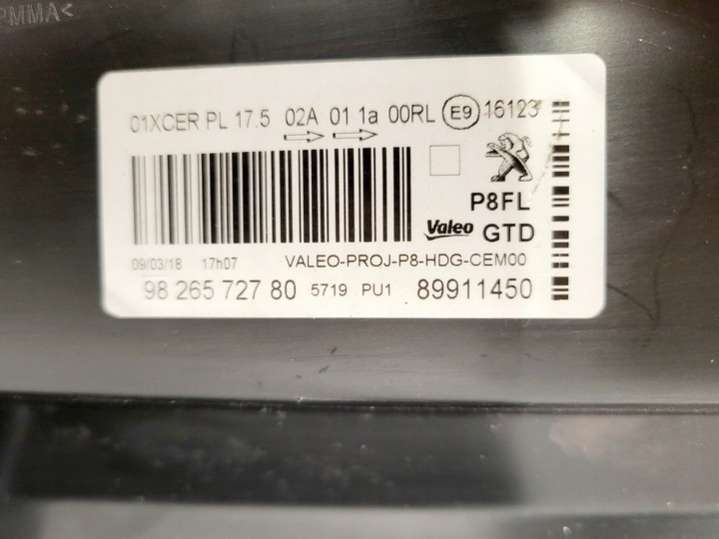 PMMA<
01XCER PL 17.5 02A 01 1a 00RL E9 16123
P8FL
Valeo GTD
09/03/18 17h07 VALEO-PROJ-P8-HDG-CEM00
98 265 727 80 5719 PU1 89911450